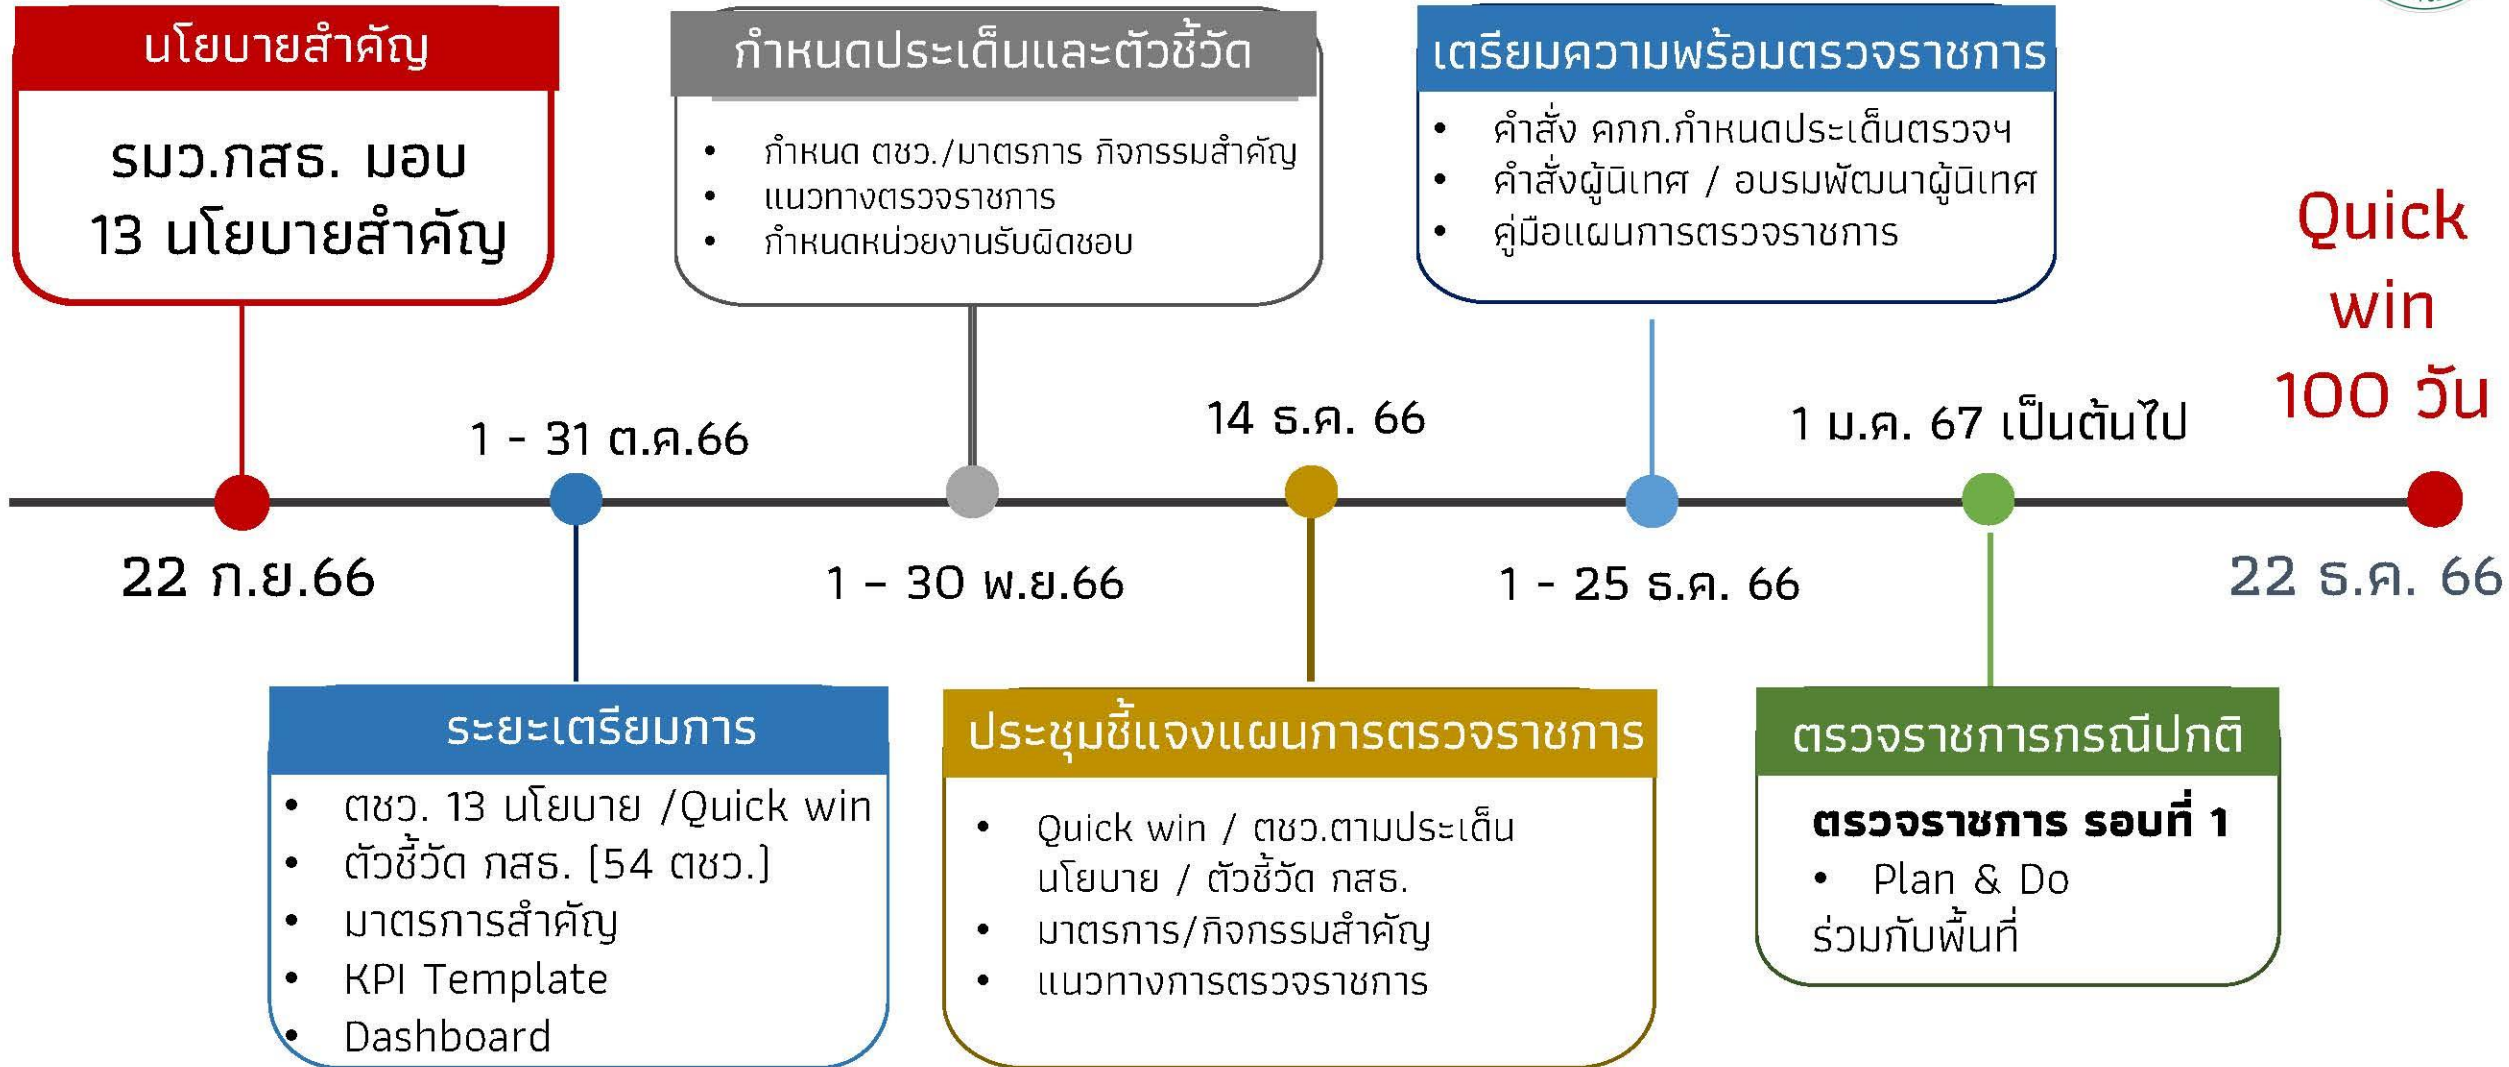 นโยบายสำคัญ
รมว.กสธ. มอบ
13 นโยบายสำคัญ
กำหนดประเด็นและตัวชี้วัด
• กำหนด ตชว./มาตรการ กิจกรรมสำคัญ
• แนวทางตรวจราชการ
• กำหนดหน่วยงานรับผิดชอบ
เตรียมความพร้อมตรวจราชการ
• คำสั่ง คกก.กำหนดประเด็นตรวจฯ
• คำสั่งผู้นิเทศ / อบรมพัฒนาผู้นิเทศ
• คู่มือแผนการตรวจราชการ
Quick
win
100 วัน
1 - 31 ต.ค.66
14 ธ.ค. 66
1 ม.ค. 67 เป็นต้นไป
22 ก.ย.66
1 – 30 พ.ย.66
1 - 25 ธ.ค. 66
22 ธ.ค. 66
ระยะเตรียมการ
• ตชว. 13 นโยบาย /Quick win
• ตัวชี้วัด กสธ. [54 ตชว.]
• มาตรการสำคัญ
• KPI Template
• Dashboard
ประชุมชี้แจงแผนการตรวจราชการ
• Quick win / ตชว.ตามประเด็น
นโยบาย / ตัวชี้วัด กสธ.
• มาตรการ/กิจกรรมสำคัญ
• แนวทางการตรวจราชการ
ตรวจราชการกรณีปกติ
ตรวจราชการ รอบที่ 1
• Plan & Do
ร่วมกับพื้นที่